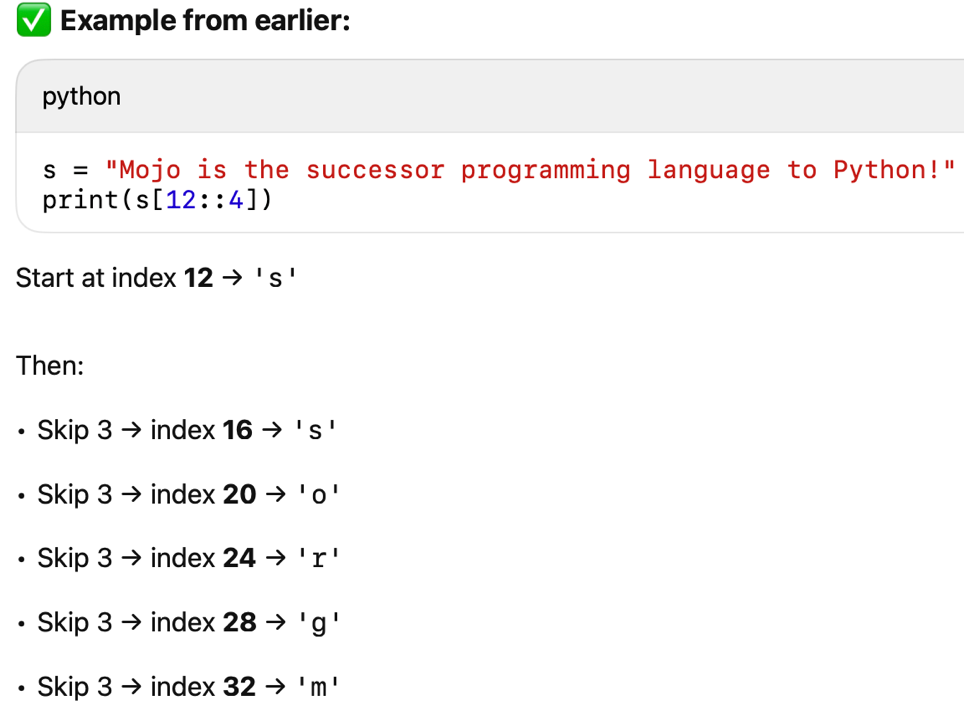 ✅ Example from earlier:
python
s = "Mojo is the successor programming language to Python!"
print(s[12::4])
Start at index 12 → 's'
Then:
• Skip 3 → index 16 → 's'
• Skip 3 → index 20 → 'o'
• Skip 3 → index 24 → 'r'
• Skip 3 → index 28 → 'g'
• Skip 3 → index 32 → 'm'